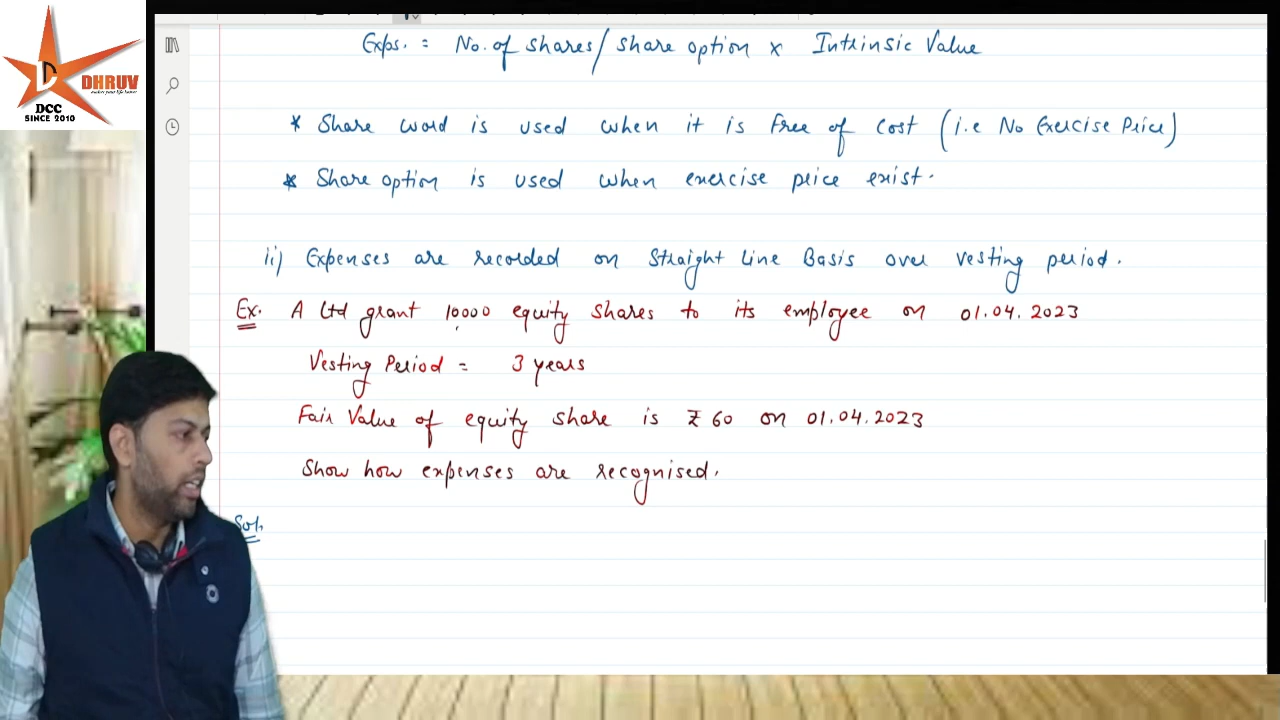 DHRUV
DCC
SINCE 2010
Exps. = No. of shares/ share option x Intrinsic Value
* Share word is used when it is free of cost (i.e No Exercise Price)
* Share option is used when exercise price exist.
ii) Expenses are recorded on Straight Line Basis over vesting period.
Ex. A Ltd grant 10000 equity shares to its employee on 01.04.2023
Vesting Period = 3 years
Fair Value of equity share is ₹ 60 on 01.04.2023
Show how expenses are recognised.
Sol.